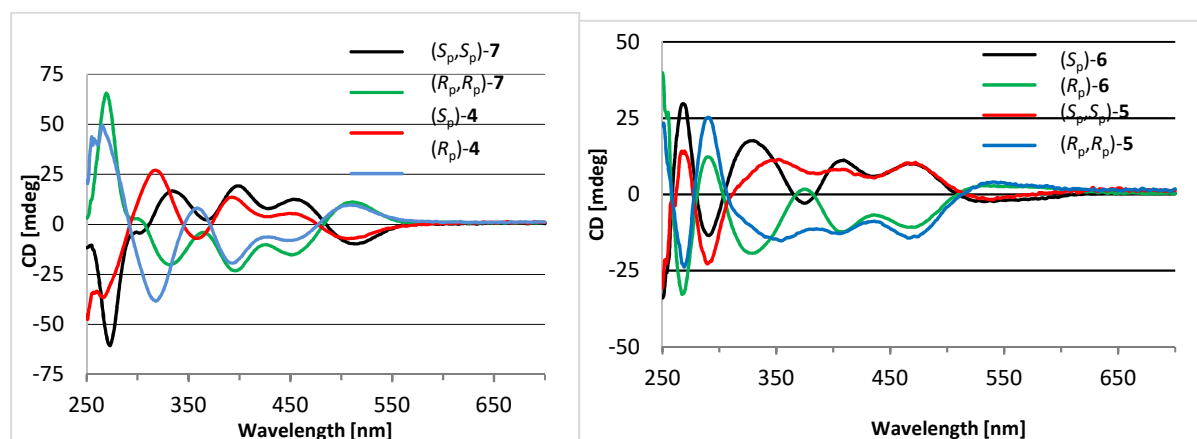 75
50
25
0
-25
-50
-75
250
350
450
550
650
CD [mdeg]
Wavelength [nm]
(Sp,Sp)-7
(Rp,Rp)-7
(Sp)-4
(Rp)-4
50
25
0
-25
-50
250
350
450
550
650
CD [mdeg]
Wavelength [nm]
(Sp)-6
(Rp)-6
(Sp,Sp)-5
(Rp,Rp)-5